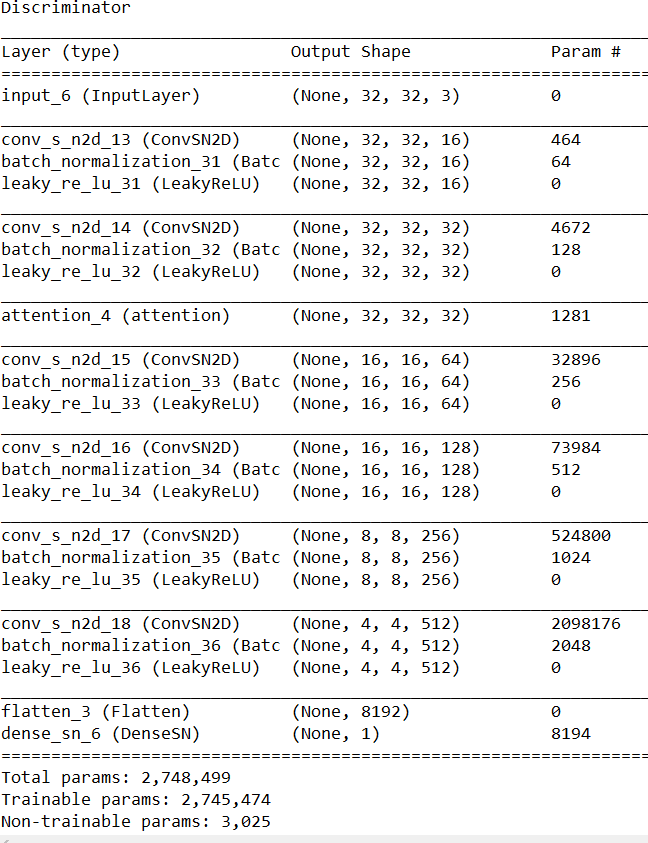 Discriminator
Layer (type) Output Shape Param #
input_6 (InputLayer) (None, 32, 32, 3) 0
conv_s_n2d_13 (ConvSN2D) (None, 32, 32, 16) 464
batch_normalization_31 (Batc (None, 32, 32, 16) 64
leaky_re_lu_31 (LeakyReLU) (None, 32, 32, 16) 0
conv_s_n2d_14 (ConvSN2D) (None, 32, 32, 32) 4672
batch_normalization_32 (Batc (None, 32, 32, 32) 128
leaky_re_lu_32 (LeakyReLU) (None, 32, 32, 32) 0
attention_4 (attention) (None, 32, 32, 32) 1281
conv_s_n2d_15 (ConvSN2D) (None, 16, 16, 64) 32896
batch_normalization_33 (Batc (None, 16, 16, 64) 256
leaky_re_lu_33 (LeakyReLU) (None, 16, 16, 64) 0
conv_s_n2d_16 (ConvSN2D) (None, 16, 16, 128) 73984
batch_normalization_34 (Batc (None, 16, 16, 128) 512
leaky_re_lu_34 (LeakyReLU) (None, 16, 16, 128) 0
conv_s_n2d_17 (ConvSN2D) (None, 8, 8, 256) 524800
batch_normalization_35 (Batc (None, 8, 8, 256) 1024
leaky_re_lu_35 (LeakyReLU) (None, 8, 8, 256) 0
conv_s_n2d_18 (ConvSN2D) (None, 4, 4, 512) 2098176
batch_normalization_36 (Batc (None, 4, 4, 512) 2048
leaky_re_lu_36 (LeakyReLU) (None, 4, 4, 512) 0
flatten_3 (Flatten) (None, 8192) 0
dense_sn_6 (DenseSN) (None, 1) 8194
Total params: 2,748,499
Trainable params: 2,745,474
Non-trainable params: 3,025